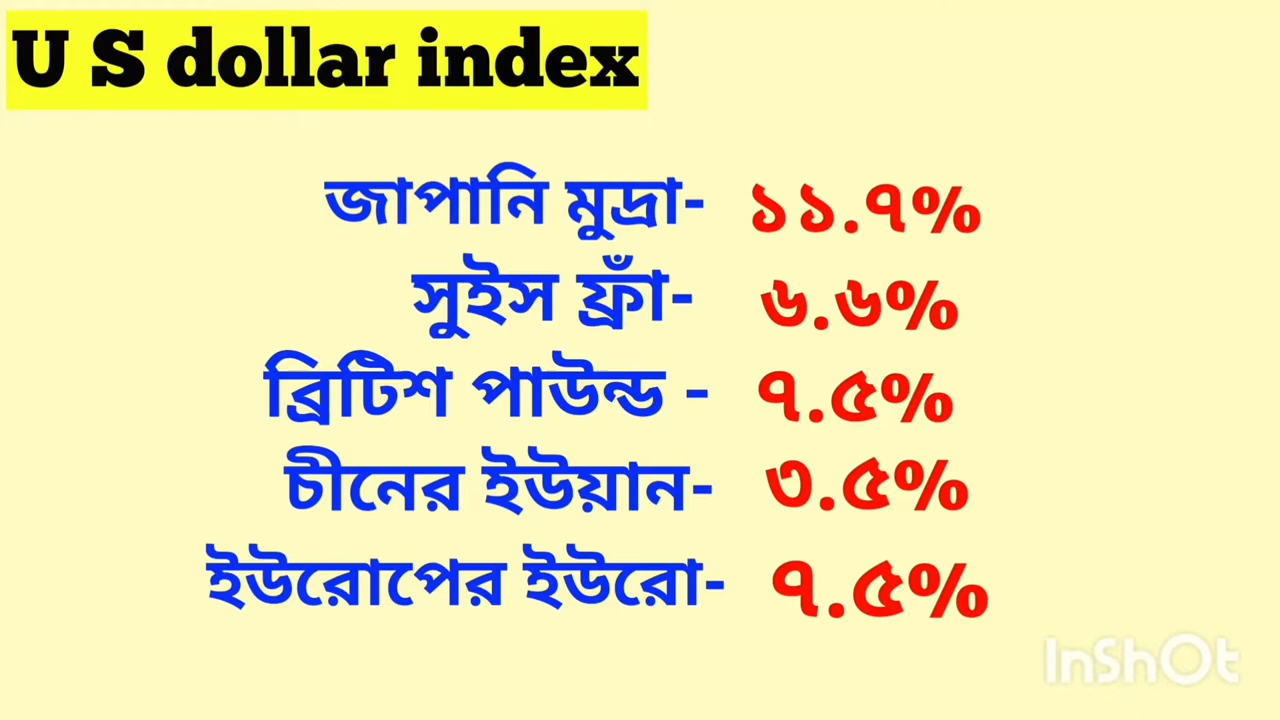 U S dollar index
জাপানি মুদ্রা- ১১.৭%
সুইস ফ্রাঁ- ৬.৬%
ব্রিটিশ পাউন্ড - ৭.৫%
চীনের ইউয়ান- ৩.৫%
ইউরোপের ইউরো- ৭.৫%
InShOt